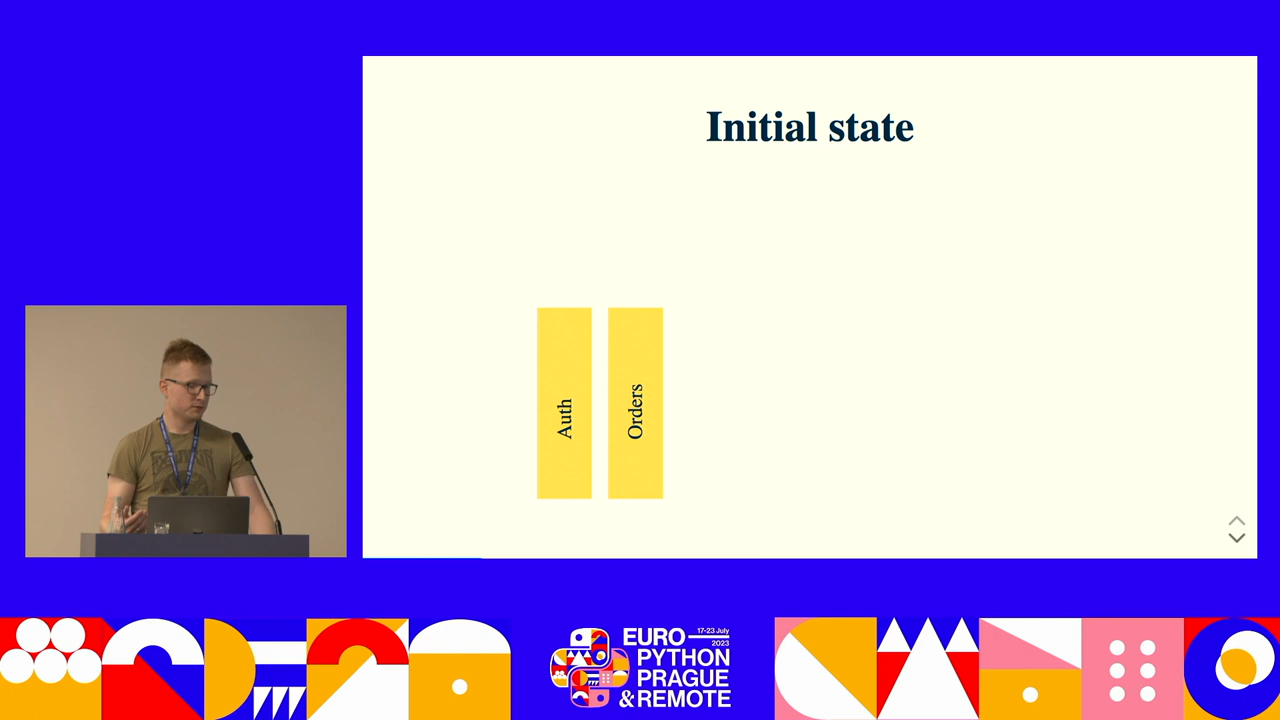 Initial state
Auth
Orders
EURO
17-23 July
2023
PYTHON
PRAGUE
& REMOTE